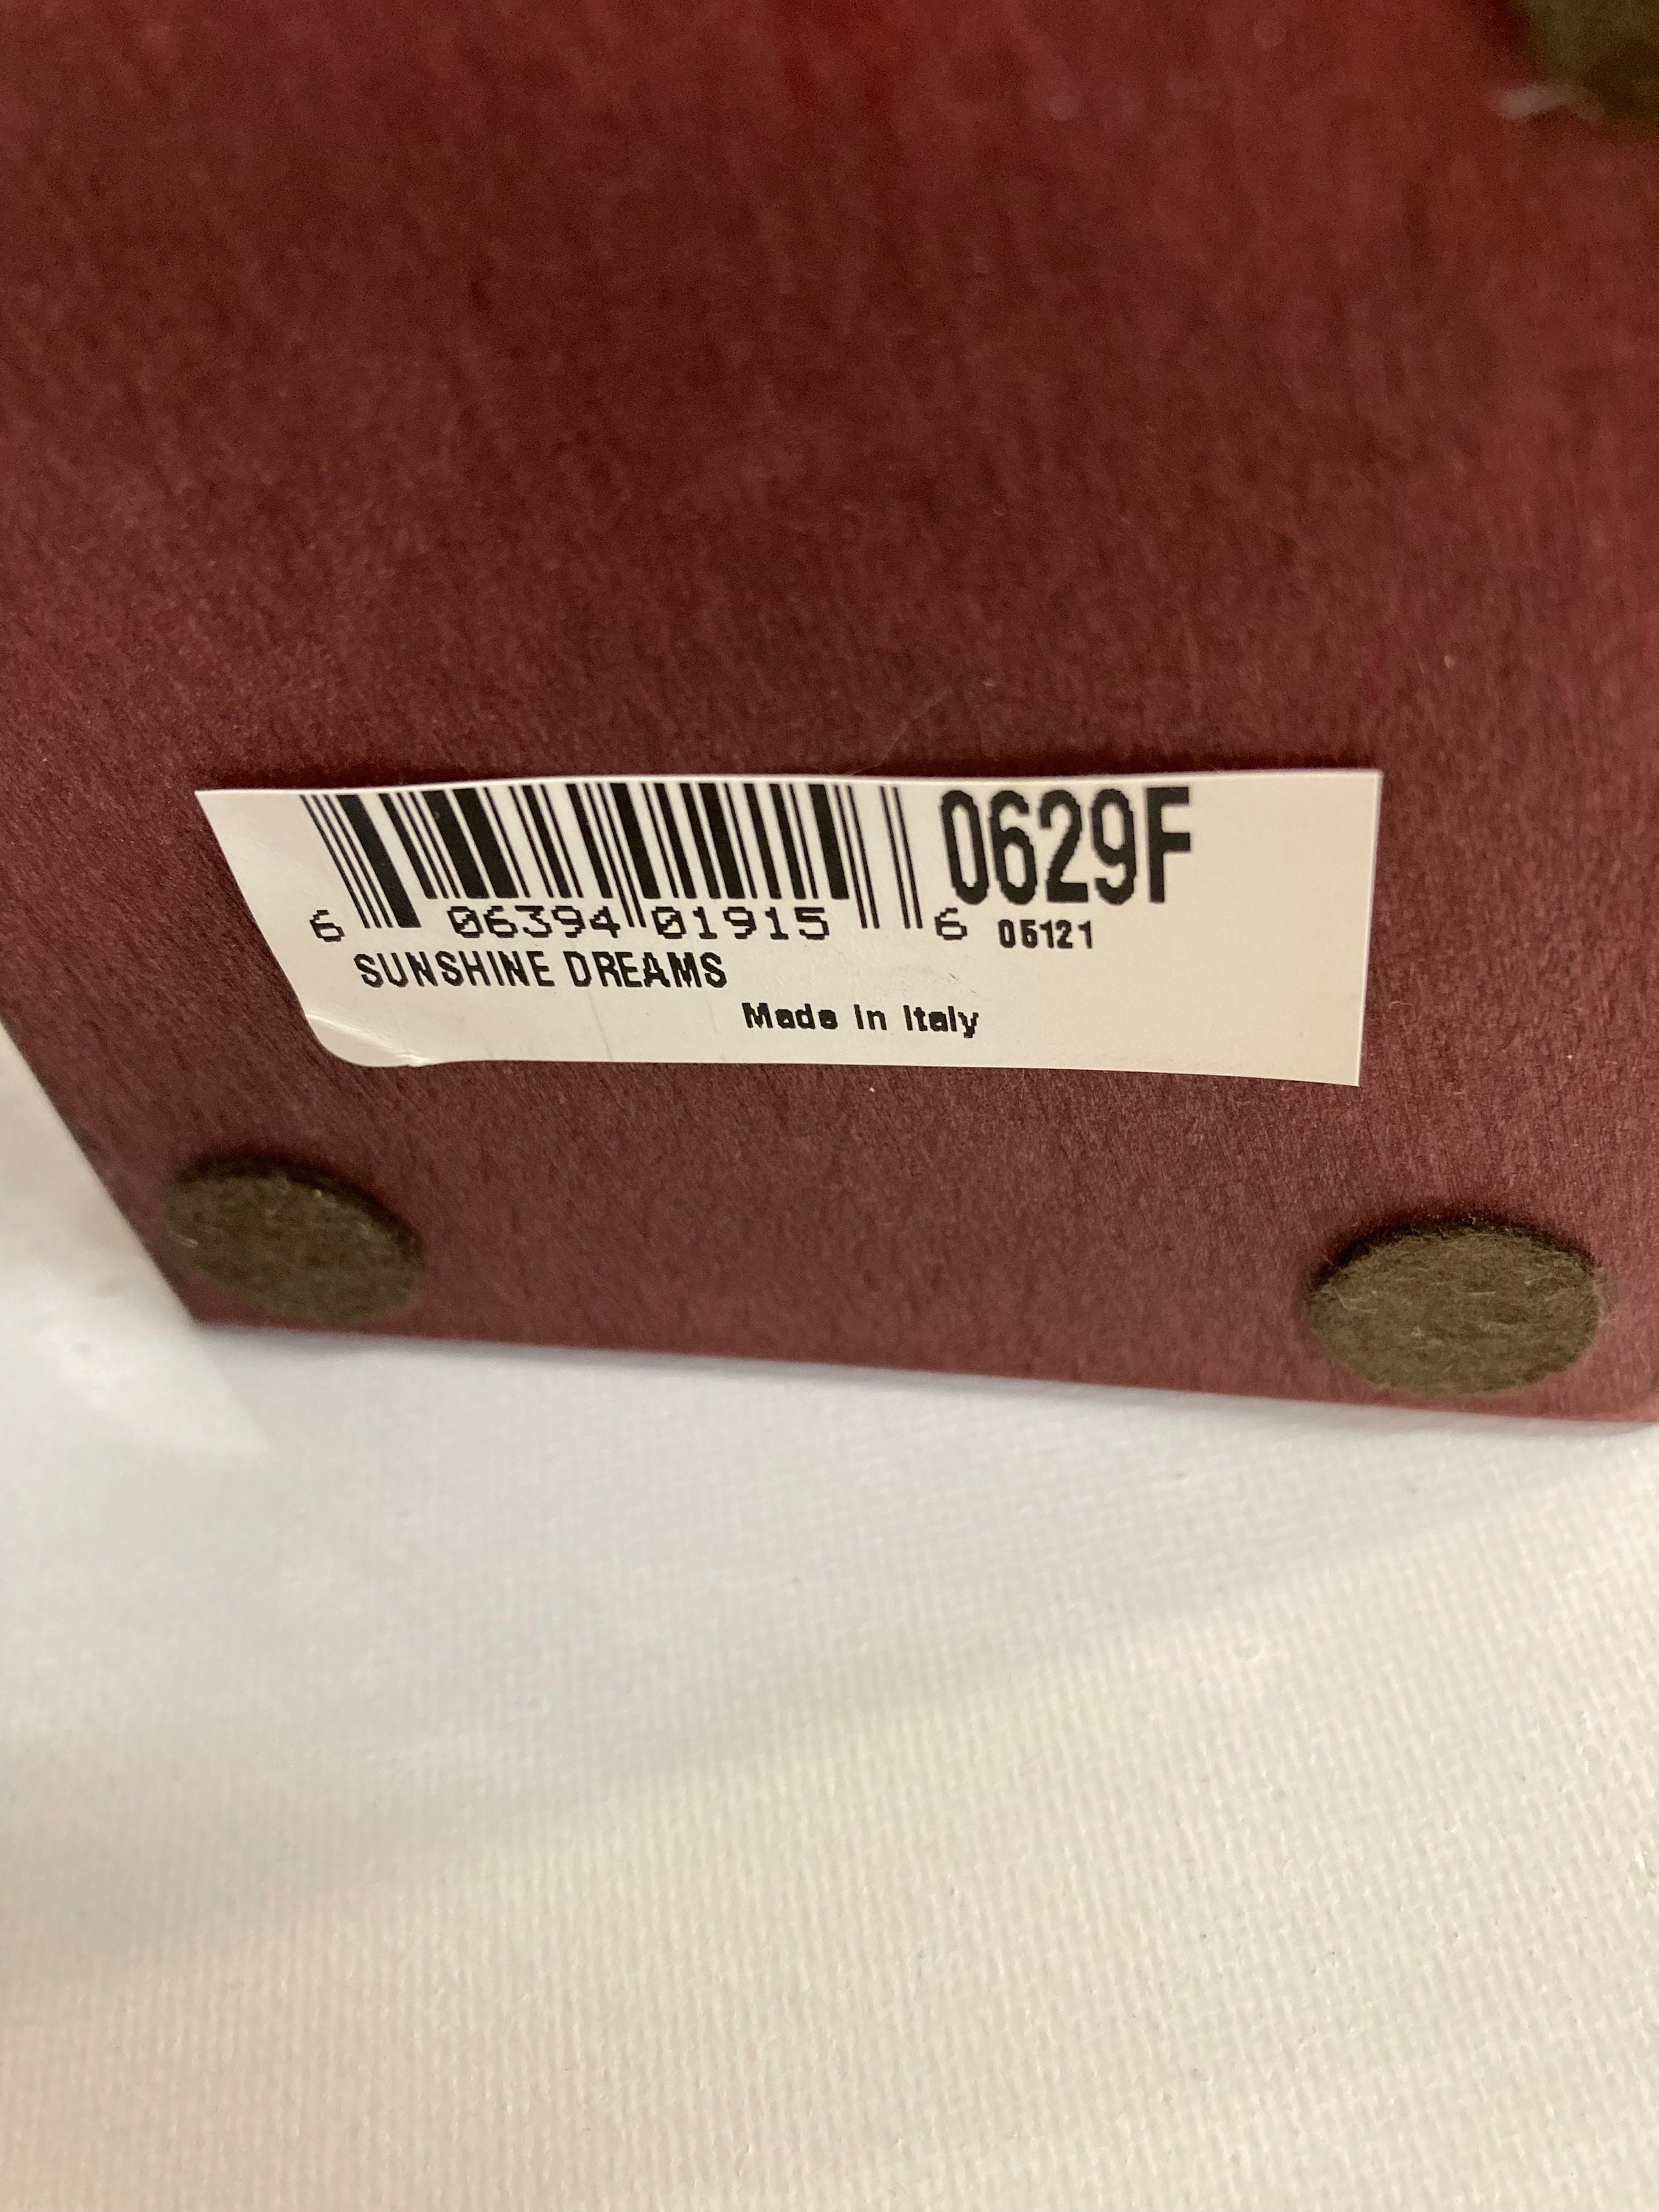 0629F
6 06394 01915 6 05121
SUNSHINE DREAMS
Made in Italy